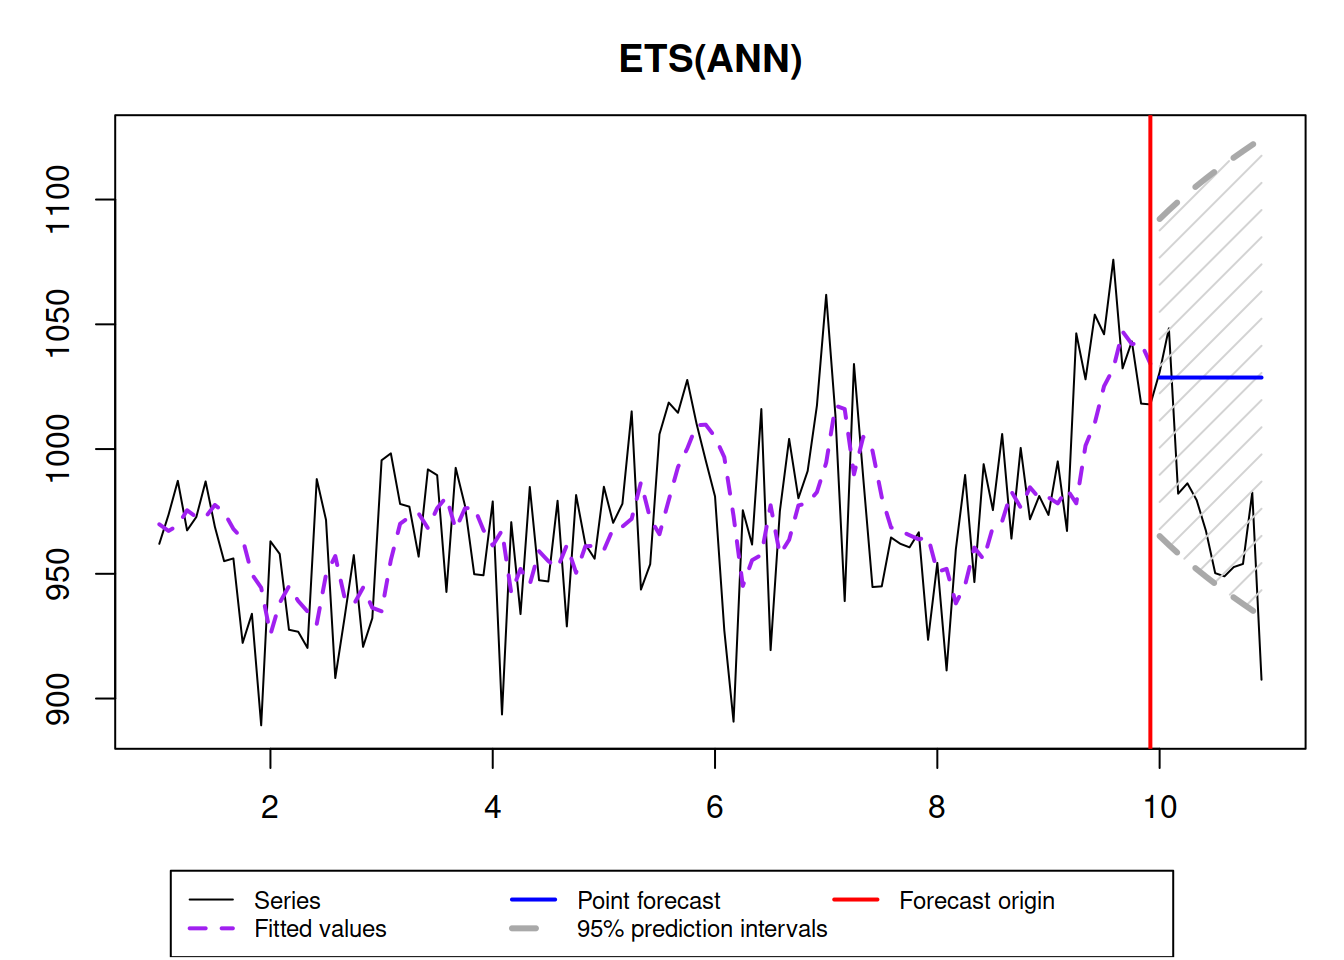 ETS(ANN)
1100
1050
1000
950
900
2 4 6 8 10
Series Point forecast Forecast origin
Fitted values 95% prediction intervals